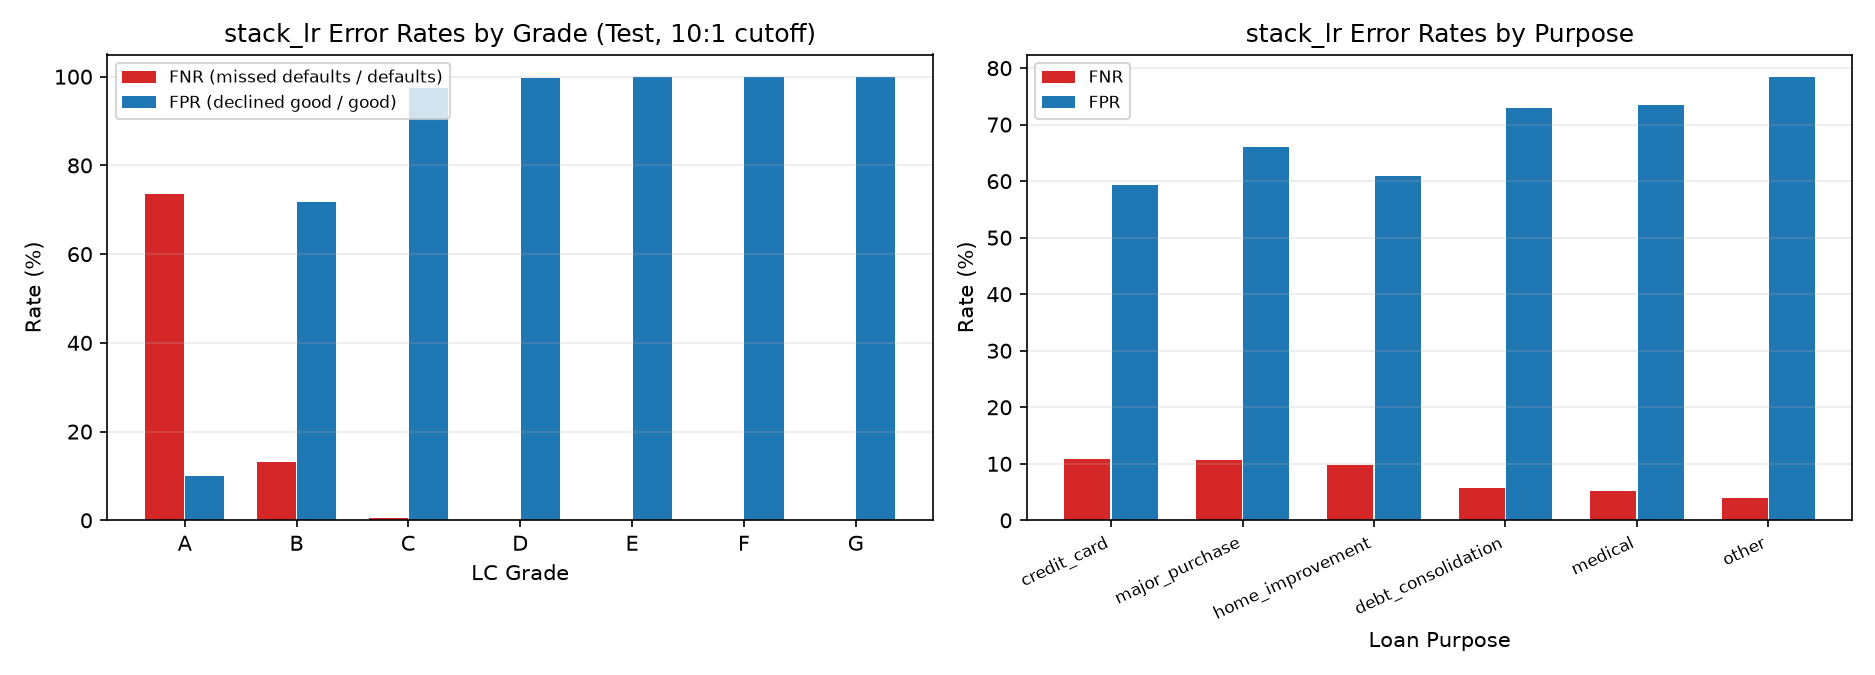 stack_lr Error Rates by Grade (Test, 10:1 cutoff)
FNR (missed defaults / defaults)
FPR (declined good / good)
Rate (%)
100
80
60
40
20
0
A B C D E F G
LC Grade
stack_lr Error Rates by Purpose
FNR
FPR
Rate (%)
80
70
60
50
40
30
20
10
0
credit_card
major_purchase
home_improvement
debt_consolidation
medical
other
Loan Purpose